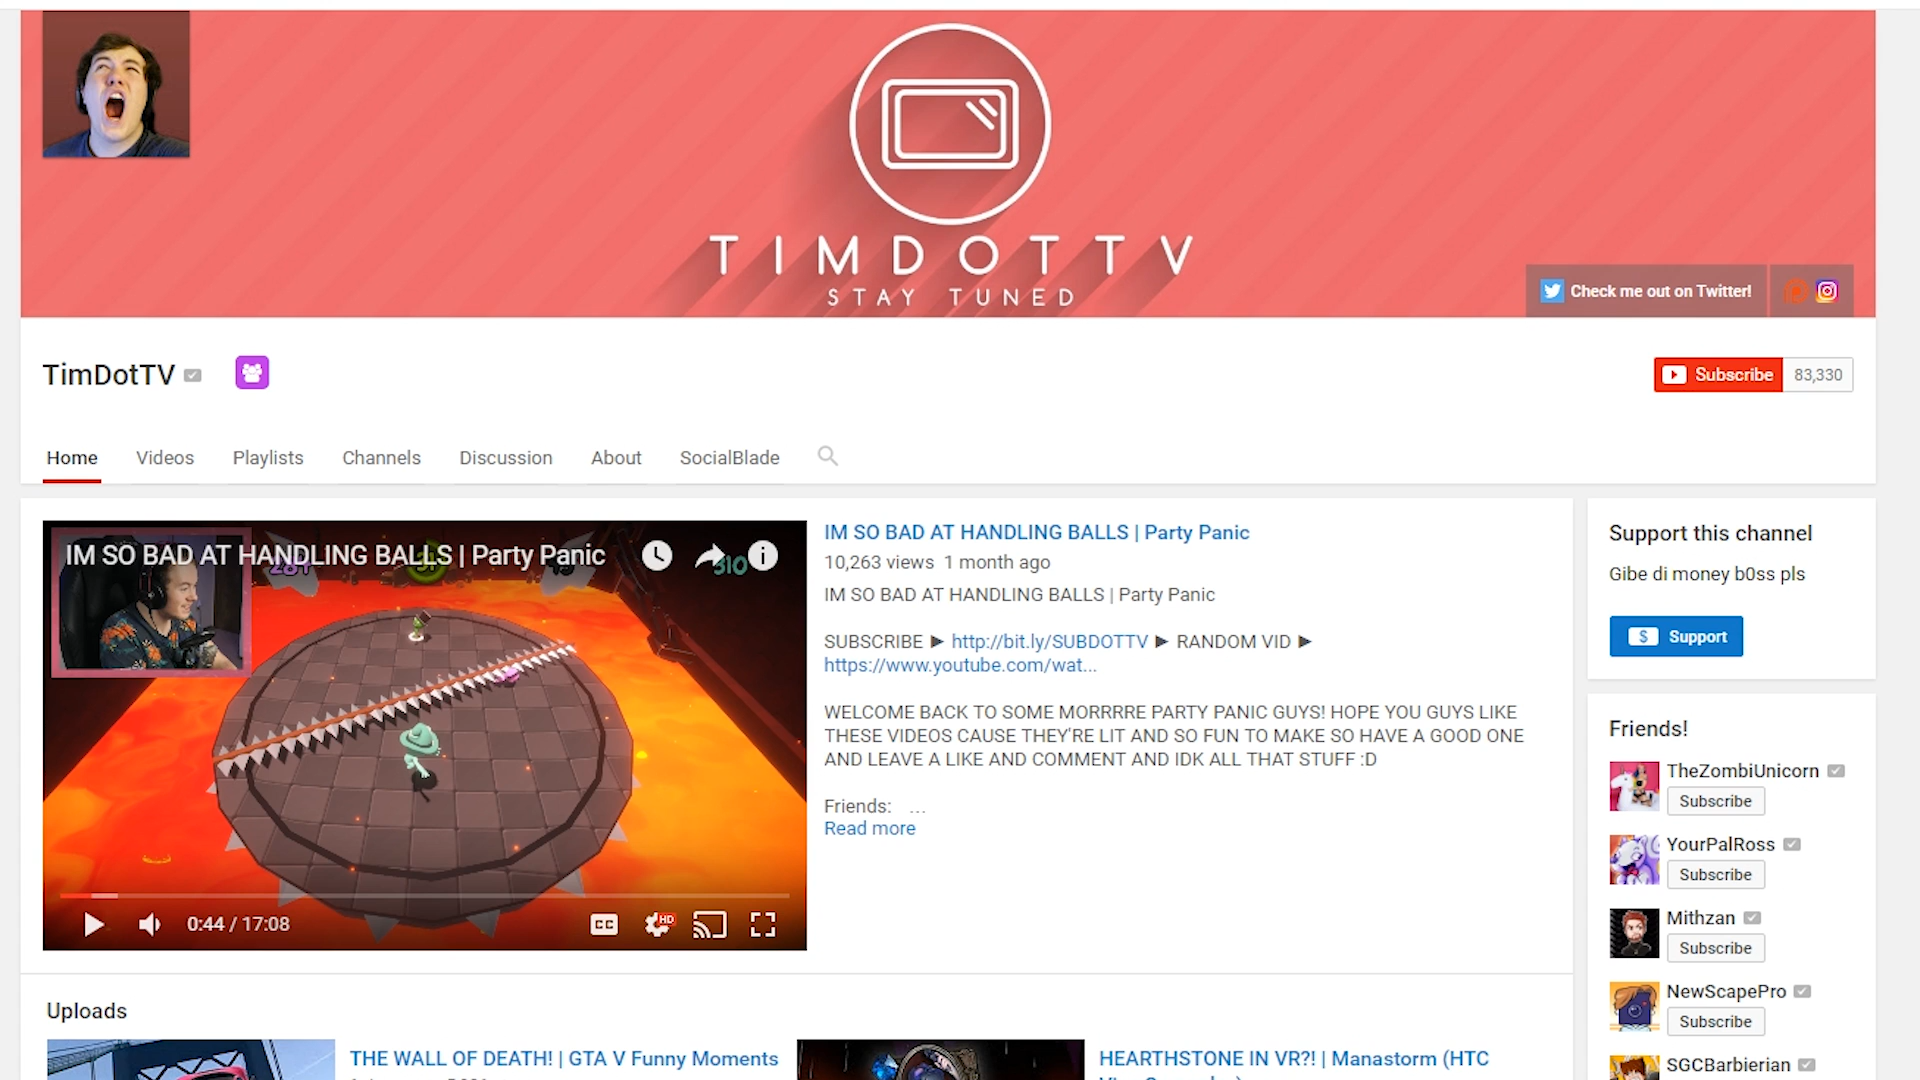 TIMDOTTV
STAY TUNED
Check me out on Twitter!
TimDotTV
Subscribe 83,330
Home Videos Playlists Channels Discussion About SocialBlade
IM SO BAD AT HANDLING BALLS | Party Panic
310
0:44 / 17:08
CC
HD
IM SO BAD AT HANDLING BALLS | Party Panic
10,263 views 1 month ago
IM SO BAD AT HANDLING BALLS | Party Panic
SUBSCRIBE ► http://bit.ly/SUBDOTTV ► RANDOM VID ►
https://www.youtube.com/wat...
WELCOME BACK TO SOME MORRRRE PARTY PANIC GUYS! HOPE YOU GUYS LIKE
THESE VIDEOS CAUSE THEY'RE LIT AND SO FUN TO MAKE SO HAVE A GOOD ONE
AND LEAVE A LIKE AND COMMENT AND IDK ALL THAT STUFF :D
Friends: ...
Read more
Support this channel
Gibe di money b0ss pls
$ Support
Friends!
TheZombiUnicorn
Subscribe
YourPalRoss
Subscribe
Mithzan
Subscribe
NewScapePro
Subscribe
SGCBarbierian
Uploads
THE WALL OF DEATH! | GTA V Funny Moments
HEARTHSTONE IN VR?! | Manastorm (HTC